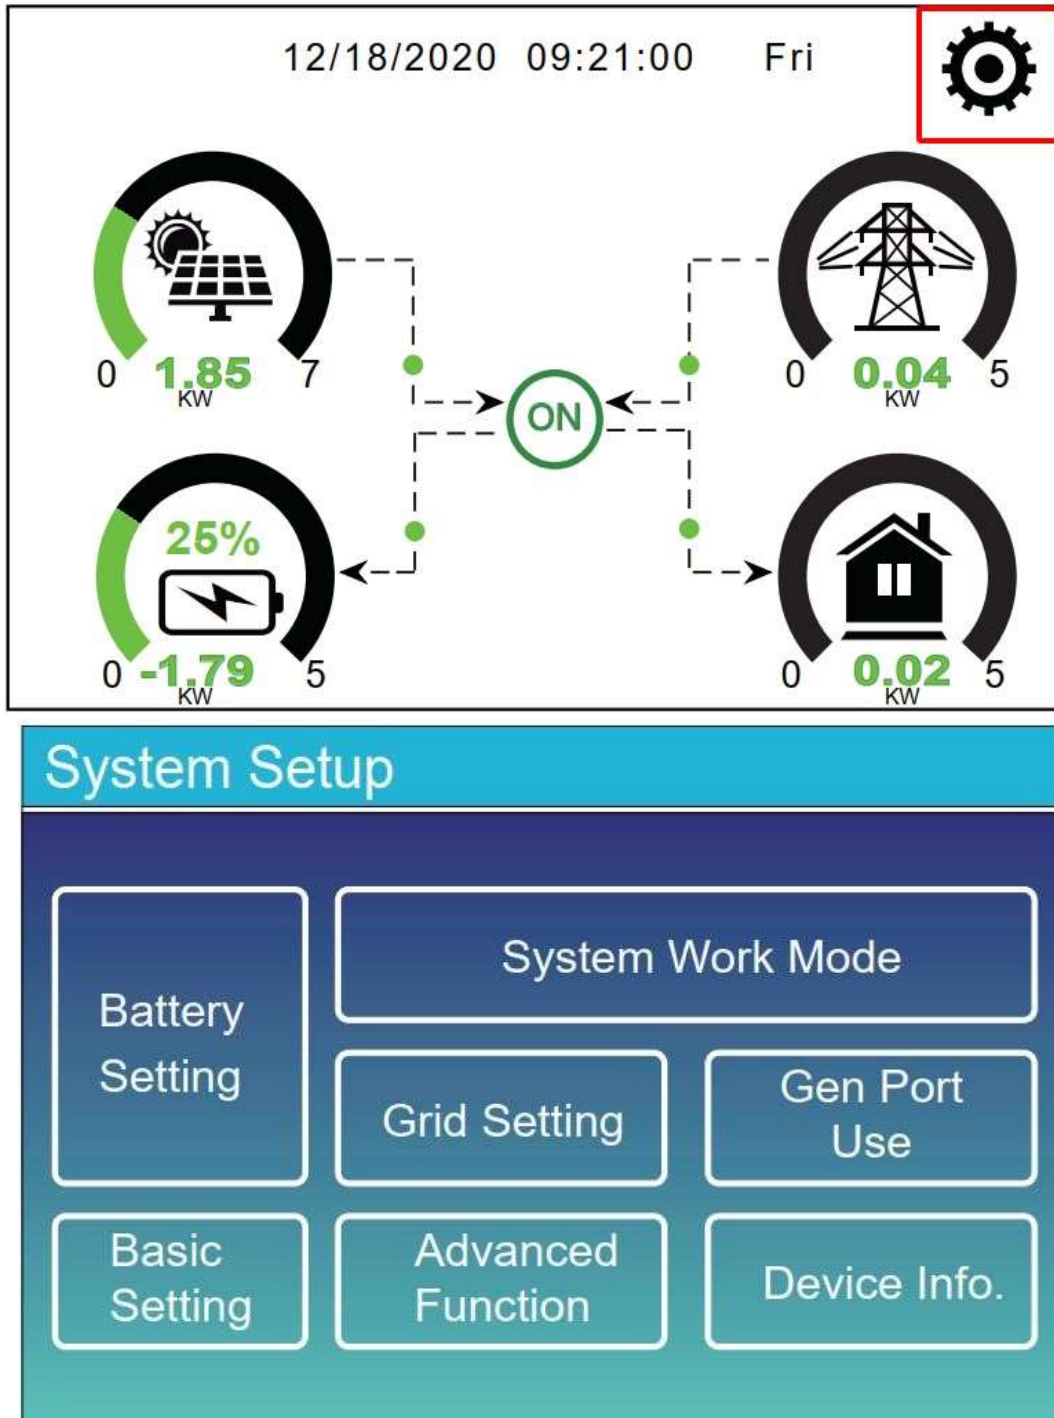 12/18/2020 09:21:00 Fri
0 1.85 7
KW
0 0.04 5
KW
ON
25%
0 -1.79 5
KW
0 0.02 5
KW
System Setup
Battery
Setting
System Work Mode
Grid Setting
Gen Port
Use
Basic
Setting
Advanced
Function
Device Info.